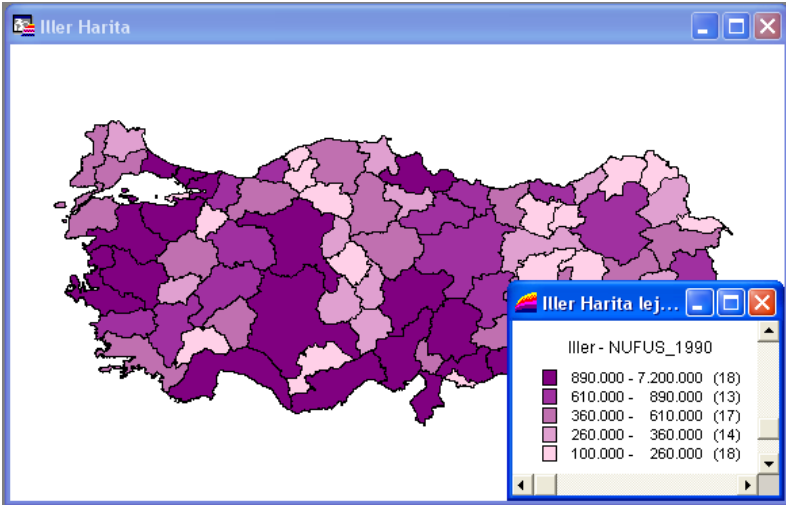 Iller Harita
Iller Harita lej...
Iller - NUFUS_1990
890.000 - 7.200.000 (18)
610.000 - 890.000 (13)
360.000 - 610.000 (17)
260.000 - 360.000 (14)
100.000 - 260.000 (18)